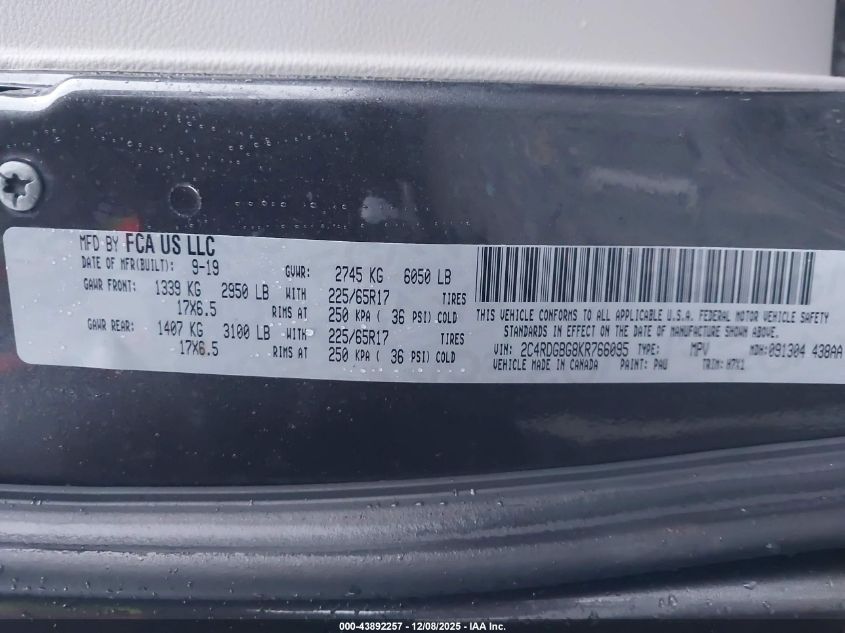 MFD BY FCA US LLC
DATE OF MFR(BUILT): 9-19 GVWR: 2745 KG 6050 LB
GAWR FRONT: 1339 KG 2950 LB WITH 225/65R17 TIRES
17X6.5 RIMS AT 250 KPA ( 36 PSI) COLD
GAWR REAR: 1407 KG 3100 LB WITH 225/65R17 TIRES
17X6.5 RIMS AT 250 KPA ( 36 PSI) COLD
THIS VEHICLE CONFORMS TO ALL APPLICABLE U.S.A. FEDERAL MOTOR VEHICLE SAFETY
STANDARDS IN EFFECT ON THE DATE OF MANUFACTURE SHOWN ABOVE.
VIN: 2C4RDGBG8KR766095 TYPE: MPV MDH: 091304 438AA
VEHICLE MADE IN CANADA PAINT: PAU TRIM: H7X1
000-43892257 - 12/08/2025 - IAA Inc.